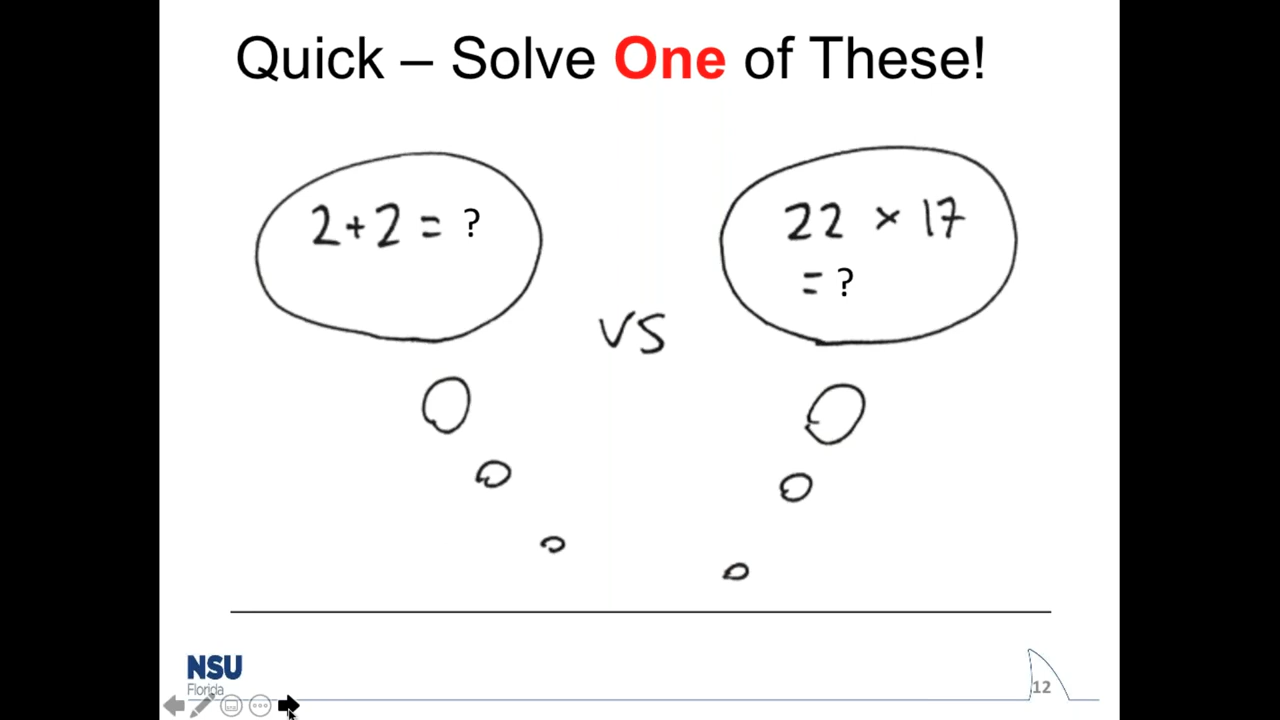 Quick – Solve One of These!
2+2 = ?
22 × 17
= ?
vs
NSU
Florida
12